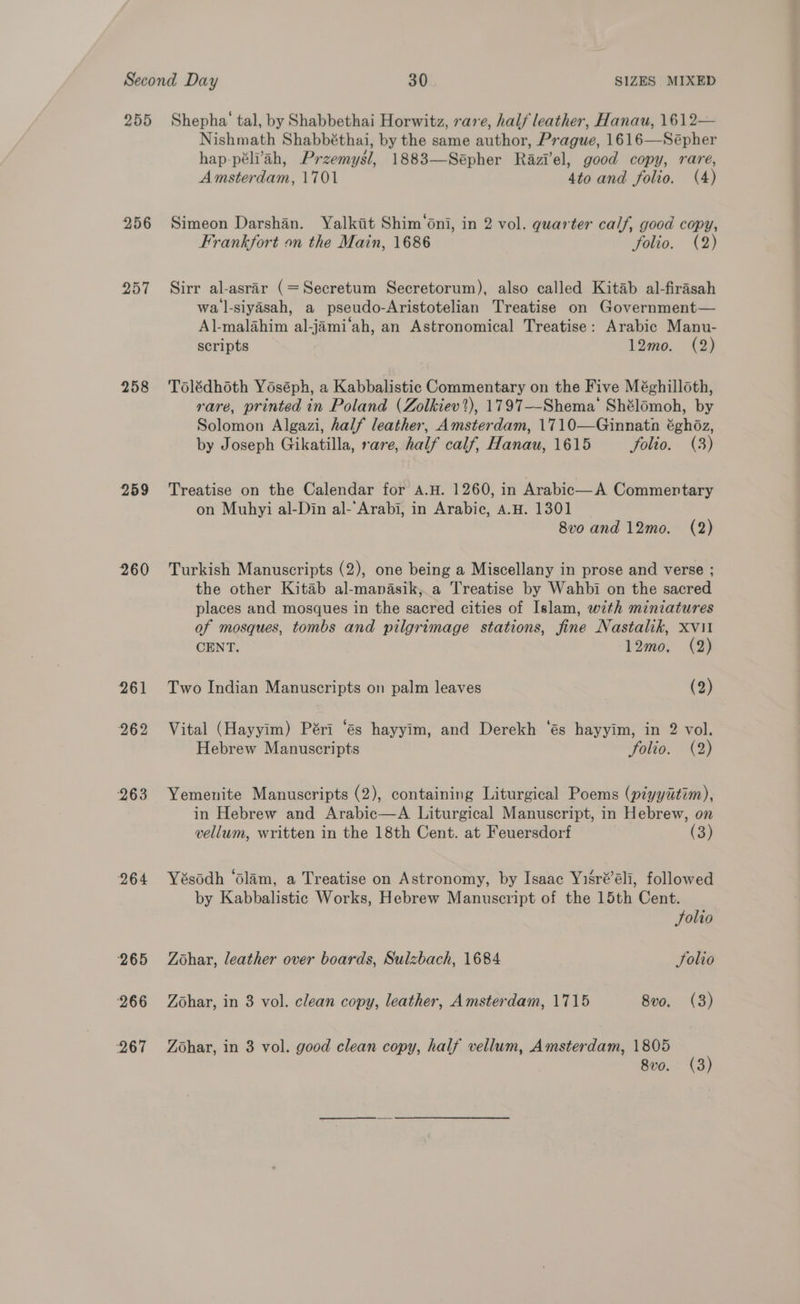 Second Day 30 SIZES MIXED
255 Shepha‘ tal, by Shabbethai Horwitz, rare, half leather, Hanau, 1612—
Nishmath Shabbéthai, by the same author, Prague, 1616—Sépher
hap-péli’ah, Przemyśl, 1883—Sépher Râzi’el, good copy, rare,
Amsterdam, 1701 4to and folio. (4)
256 Simeon Darshān. Yalkūt Shim‘ōni, in 2 vol. quarter calf, good copy,
Frankfort on the Main, 1686 folio. (2)
257 Sirr al-asrār (=Secretum Secretorum), also called Kitāb al-firāsah
wa’l-siyāsah, a pseudo-Aristotelian Treatise on Government—
Al-malāhim al-jāmi‘ah, an Astronomical Treatise: Arabic Manu-
scripts 12mo. (2)
258 Tōlédhōth Yōséph, a Kabbalistic Commentary on the Five Méghillōth,
rare, printed in Poland (Zolkiev?), 1797—Shema‘ Shélōmoh, by
Solomon Algazi, half leather, Amsterdam, 1710—Ginnatn éghōz,
by Joseph Gikatilla, rare, half calf, Hanau, 1615 folio. (3)
259 Treatise on the Calendar for A.H. 1260, in Arabic—A Commentary
on Muhyi al-Din al-‘Arabi, in Arabic, A.H. 1301
8vo and 12mo. (2)
260 Turkish Manuscripts (2), one being a Miscellany in prose and verse ;
the other Kitāb al-manāsik, a Treatise by Wahbi on the sacred
places and mosques in the sacred cities of Islam, with miniatures
of mosques, tombs and pilgrimage stations, fine Nastalik, XVII
CENT. 12mo. (2)
261 Two Indian Manuscripts on palm leaves (2)
262 Vital (Hayyim) Péri ‘és hayyim, and Derekh ‘és hayyim, in 2 vol.
Hebrew Manuscripts folio. (2)
263 Yemenite Manuscripts (2), containing Liturgical Poems (piyyūtim),
in Hebrew and Arabic—A Liturgical Manuscript, in Hebrew, on
vellum, written in the 18th Cent. at Feuersdorf (3)
264 Yésōdh ‘ōlām, a Treatise on Astronomy, by Isaac Yiśré’éli, followed
by Kabbalistic Works, Hebrew Manuscript of the 15th Cent.
folio
265 Zōhar, leather over boards, Sulzbach, 1684 folio
266 Zōhar, in 3 vol. clean copy, leather, Amsterdam, 1715 8vo. (3)
267 Zōhar, in 3 vol. good clean copy, half vellum, Amsterdam, 1805
8vo. (3)